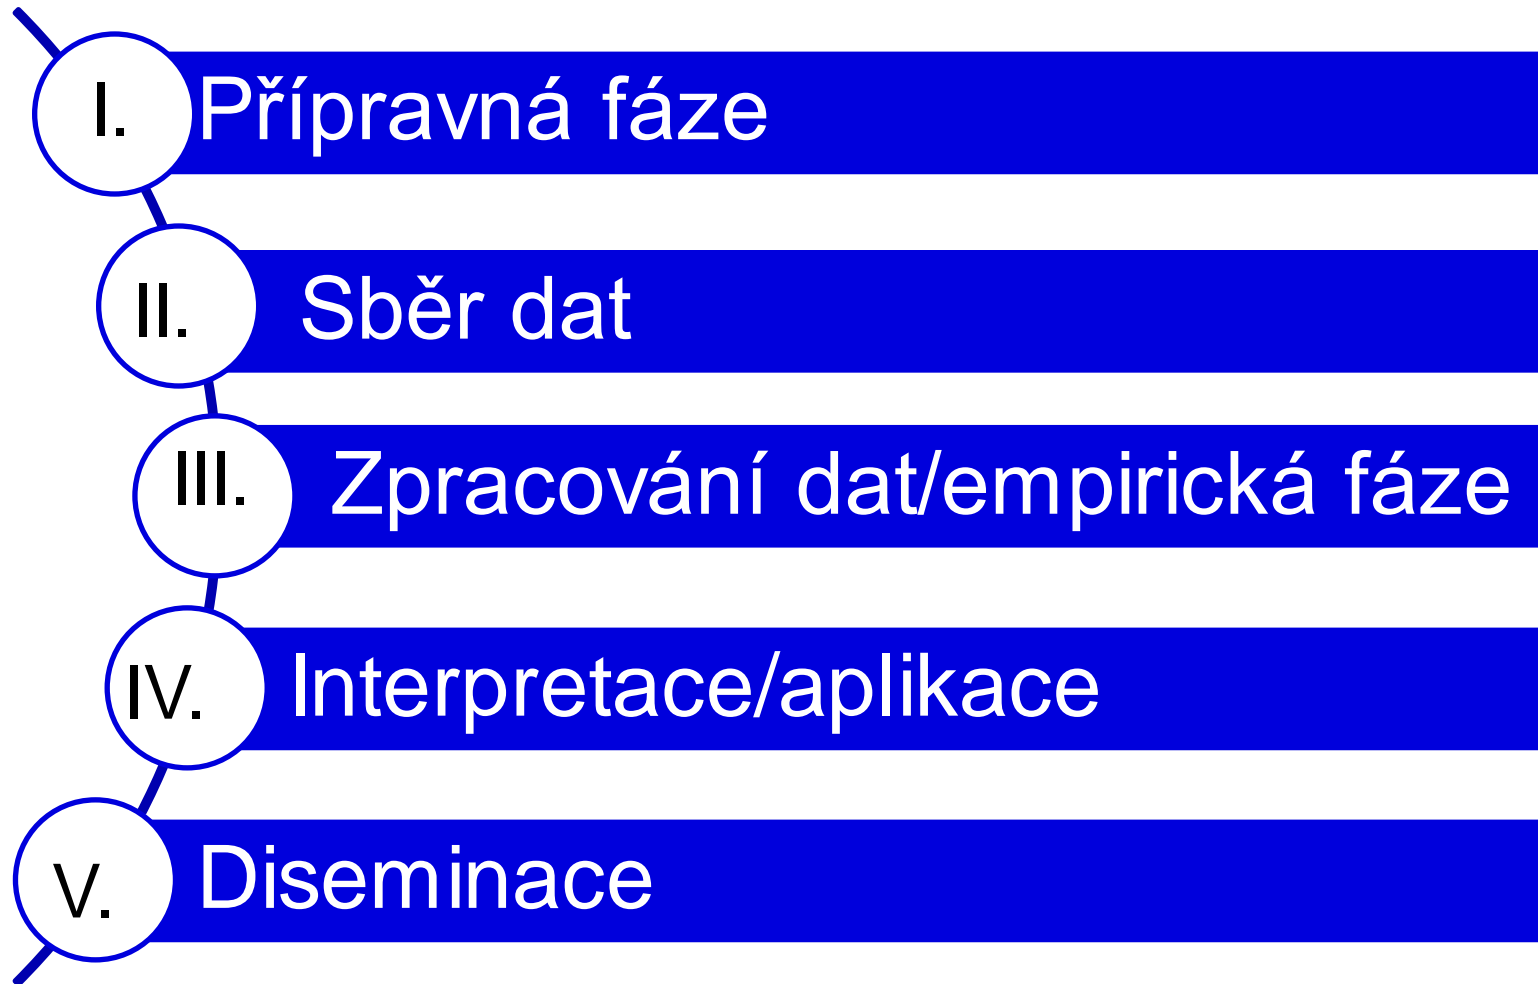 I. Přípravná fáze
II. Sběr dat
III. Zpracování dat/empirická fáze
IV. Interpretace/aplikace
V. Diseminace